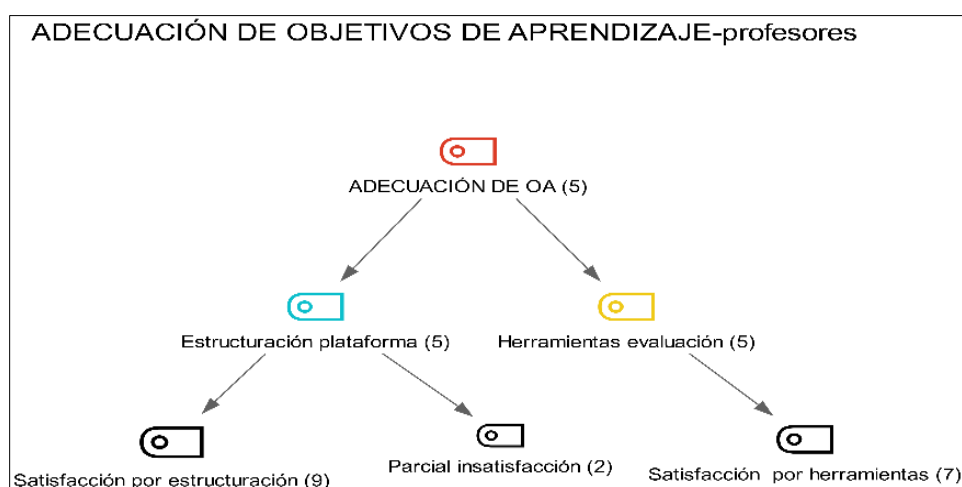 ADECUACIÓN DE OBJETIVOS DE APRENDIZAJE-profesores
ADECUACIÓN DE OA (5)
Estructuración plataforma (5)
Herramientas evaluación (5)
Satisfacción por estructuración (9)
Parcial insatisfacción (2)
Satisfacción por herramientas (7)